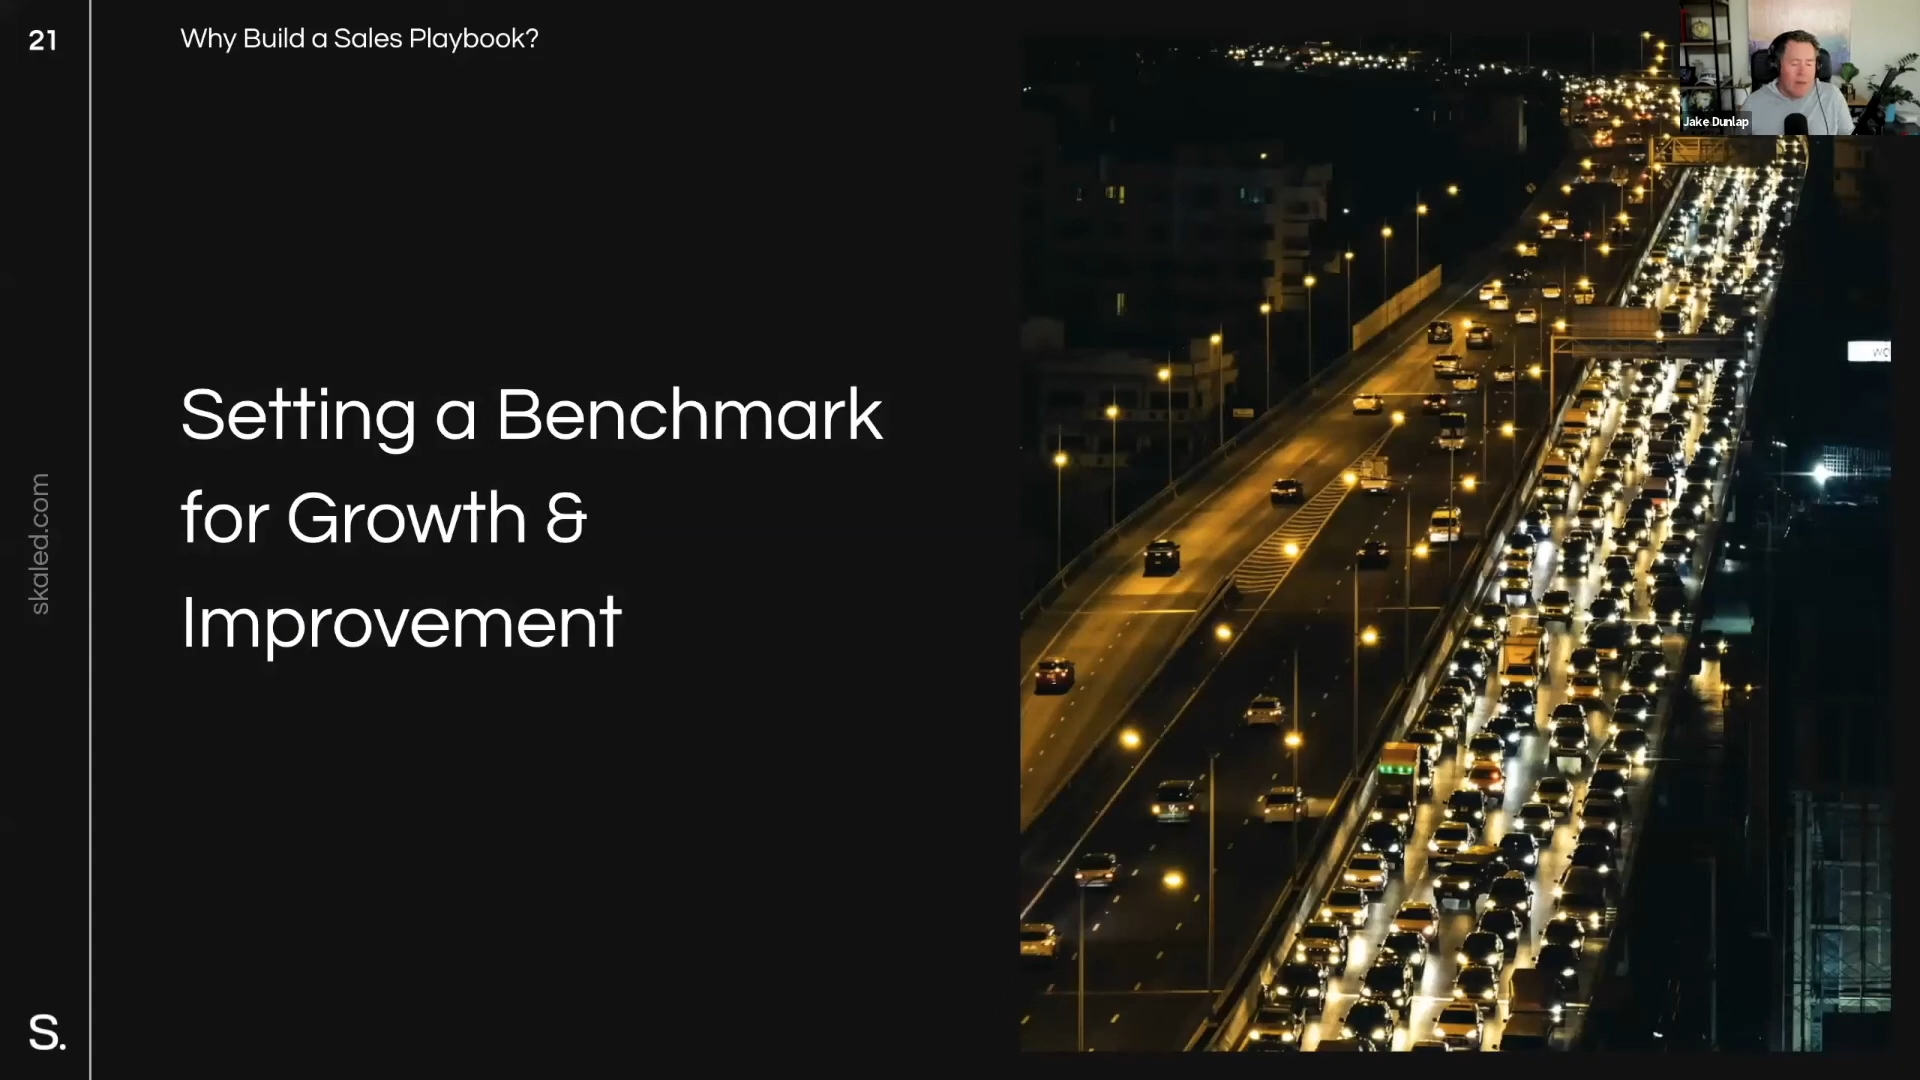 21
Why Build a Sales Playbook?
Jake Dunlap
Setting a Benchmark
for Growth &
Improvement
skaled.com
S.